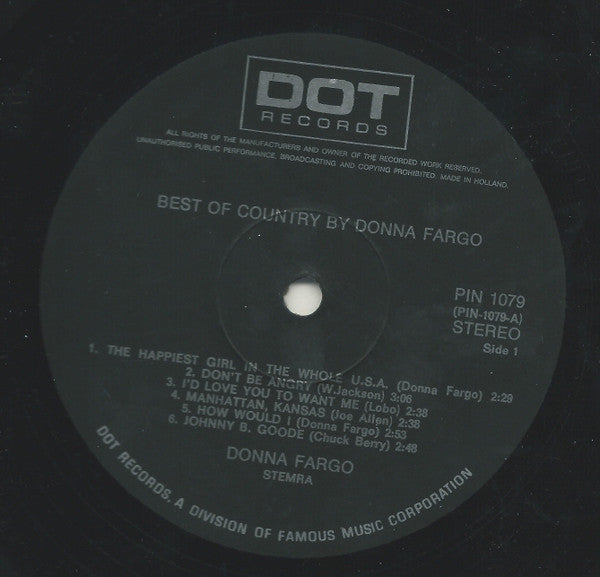 DOT
RECORDS
ALL RIGHTS OF THE MANUFACTURERS AND OWNER OF THE RECORDED WORK RESERVED.
UNAUTHORISED PUBLIC PERFORMANCE, BROADCASTING AND COPYING PROHIBITED. MADE IN HOLLAND.
BEST OF COUNTRY BY DONNA FARGO
PIN 1079
(PIN-1079-A)
STEREO
Side 1
1. THE HAPPIEST GIRL IN THE WHOLE U.S.A. (Donna Fargo) 2:29
2. DON'T BE ANGRY (W.Jackson) 3:06
3. I'D LOVE YOU TO WANT ME (Lobo) 2:38
4. MANHATTAN, KANSAS (Joe Allen) 2:38
5. HOW WOULD I (Donna Fargo) 2:53
6. JOHNNY B. GOODE (Chuck Berry) 2:48
DONNA FARGO
STEMRA
DOT RECORDS, A DIVISION OF FAMOUS MUSIC CORPORATION